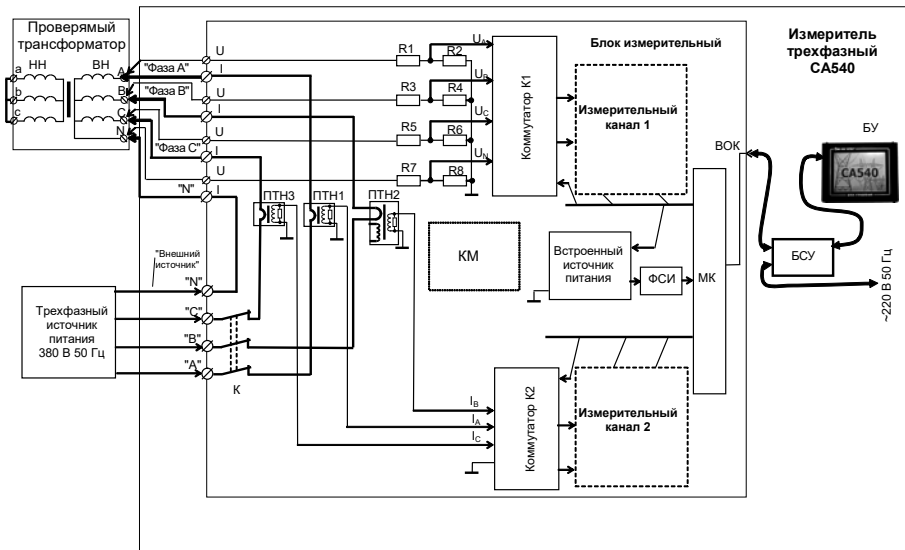 Проверямый
трансформатор
НН
ВН
a
b
c
A
B
C
N
"Фаза А"
"Фаза В"
"Фаза С"
"N"
U
I
U
I
U
I
U
I
R1
R2
R3
R4
R5
R6
R7
R8
UA
UB
UC
UN
Коммутатор К1
Блок измерительный
Измерительный
канал 1
Измеритель
трехфазный
СА540
БУ
СА540
ВОК
БСУ
~220 В 50 Гц
ПТН3
ПТН1
ПТН2
КМ
Встроенный
источник
питания
ФСИ
МК
"Внешний
источник"
Трехфазный
источник
питания
380 В 50 Гц
"N"
"C"
"B"
"A"
К
IB
IA
IC
Коммутатор К2
Измерительный
канал 2